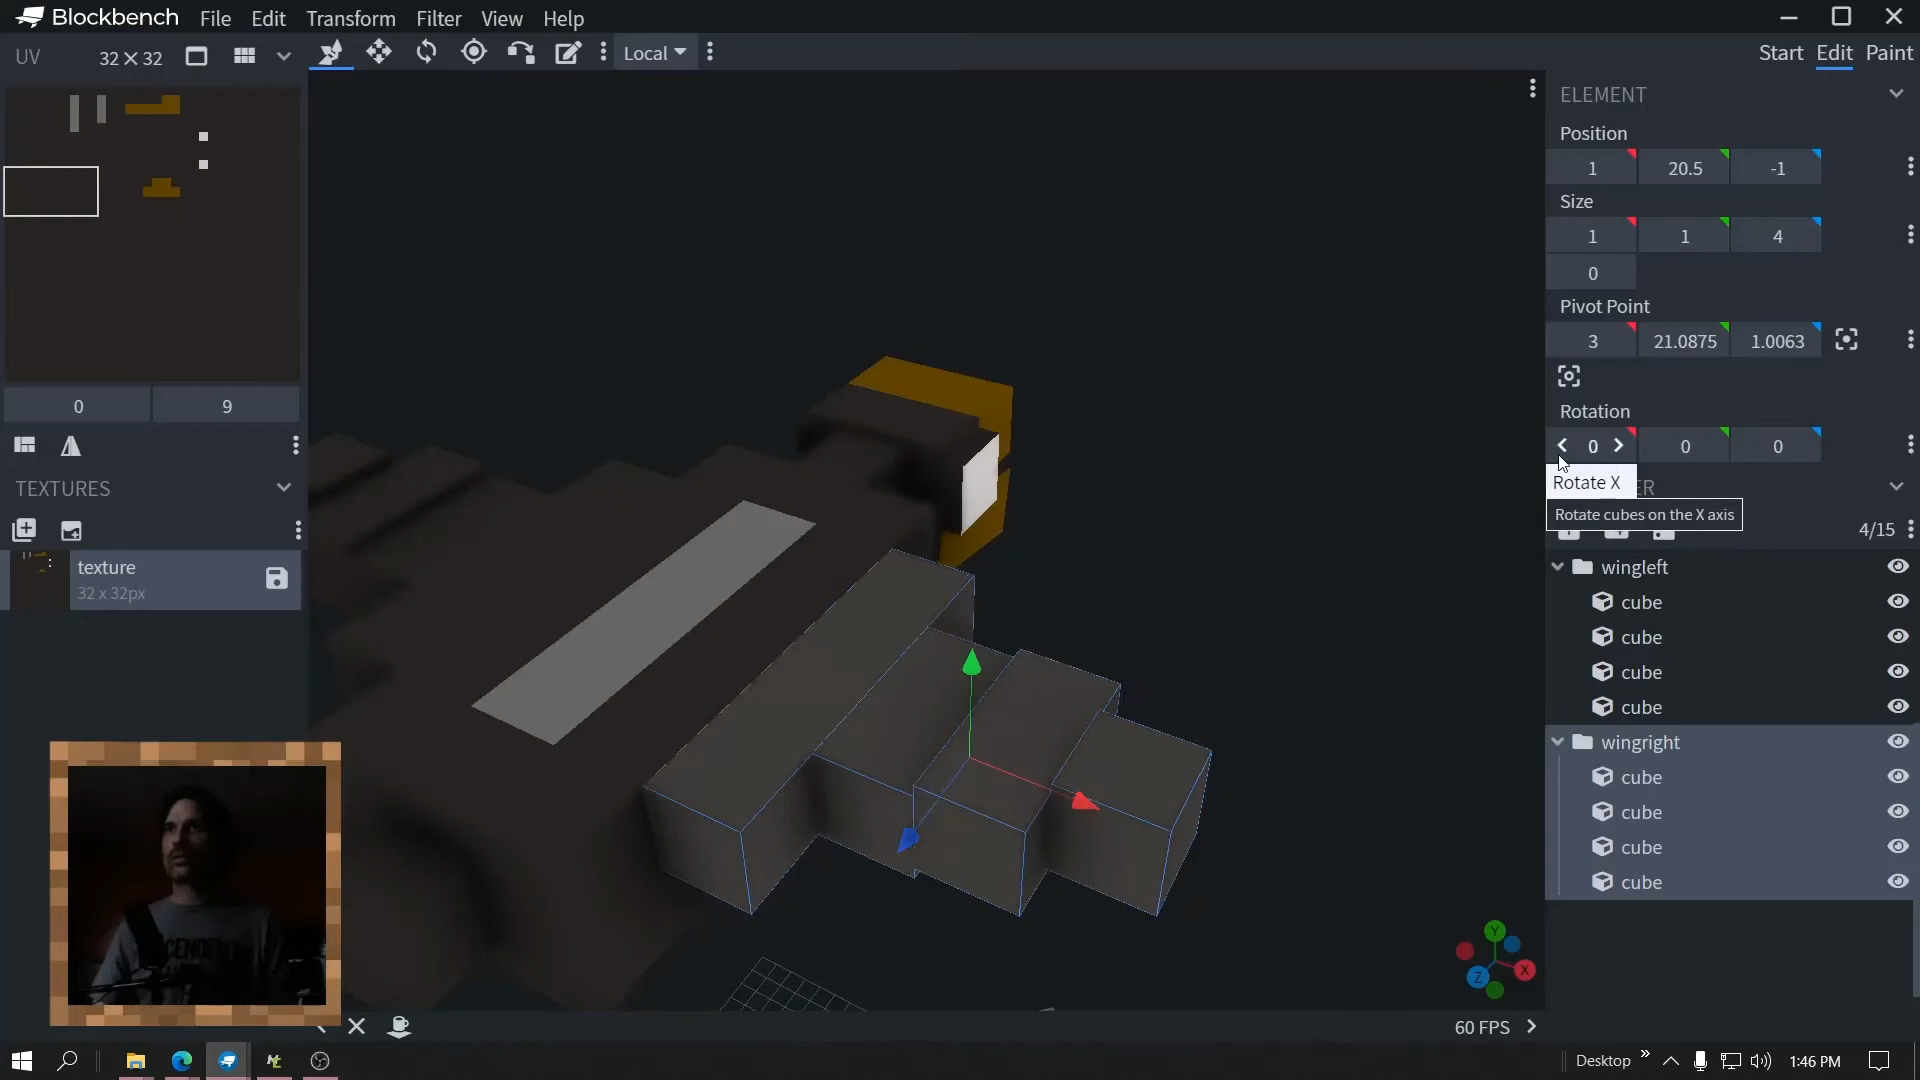 Blockbench File Edit Transform Filter View Help
UV 32 × 32 Local Start Edit Paint
ELEMENT
Position
1 20.5 -1
Size
1 1 4
0
Pivot Point
3 21.0875 1.0063
Rotation
0 0 0
Rotate X
ER
Rotate cubes on the X axis
4/15
wingleft
cube
cube
cube
cube
wingright
cube
cube
cube
cube
0 9
TEXTURES
texture
32 x 32px
Y
X
Z
60 FPS
Desktop 1:46 PM